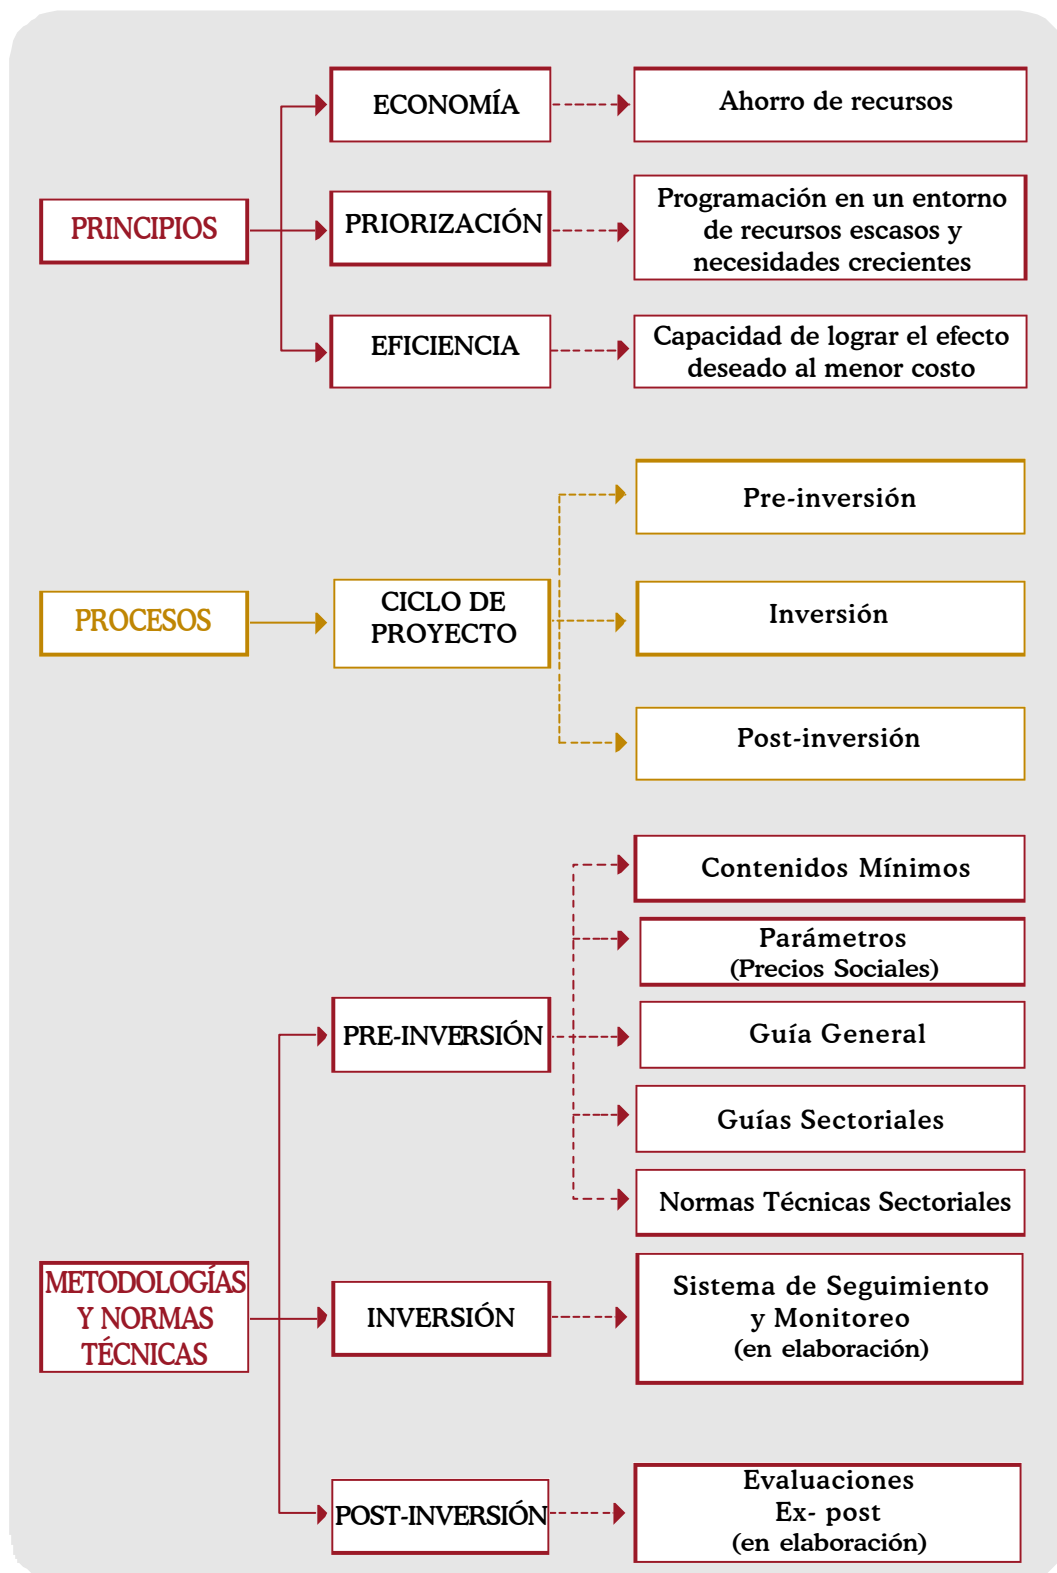 PRINCIPIOS
ECONOMÍA
Ahorro de recursos
PRIORIZACIÓN
Programación en un entorno
de recursos escasos y
necesidades crecientes
EFICIENCIA
Capacidad de lograr el efecto
deseado al menor costo
PROCESOS
CICLO DE
PROYECTO
Pre-inversión
Inversión
Post-inversión
METODOLOGÍAS
Y NORMAS
TÉCNICAS
PRE-INVERSIÓN
Contenidos Mínimos
Parámetros
(Precios Sociales)
Guía General
Guías Sectoriales
Normas Técnicas Sectoriales
INVERSIÓN
Sistema de Seguimiento
y Monitoreo
(en elaboración)
POST-INVERSIÓN
Evaluaciones
Ex- post
(en elaboración)